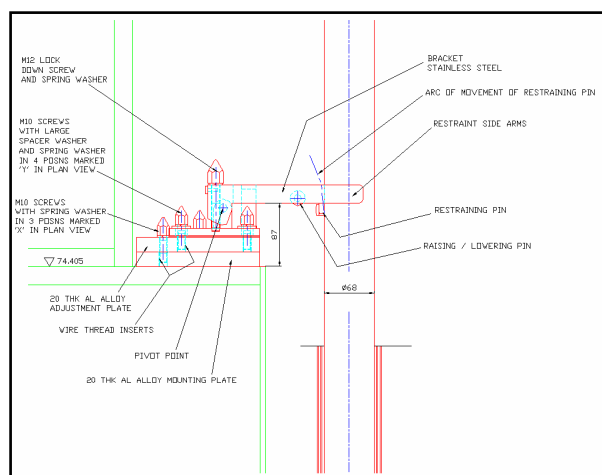 M12 LOCK
DOWN SCREW
AND SPRING WASHER
M10 SCREWS
WITH LARGE
SPACER WASHER
AND SPRING WASHER
IN 4 POSNS MARKED
'Y' IN PLAN VIEW
M10 SCREWS
WITH SPRING WASHER
IN 3 POSNS MARKED
'X' IN PLAN VIEW
74.405
20 THK AL ALLOY
ADJUSTMENT PLATE
WIRE THREAD INSERTS
PIVOT POINT
20 THK AL ALLOY MOUNTING PLATE
BRACKET
STAINLESS STEEL
ARC OF MOVEMENT OF RESTRAINING PIN
RESTRAINT SIDE ARMS
RESTRAINING PIN
RAISING / LOWERING PIN
87
Ø68